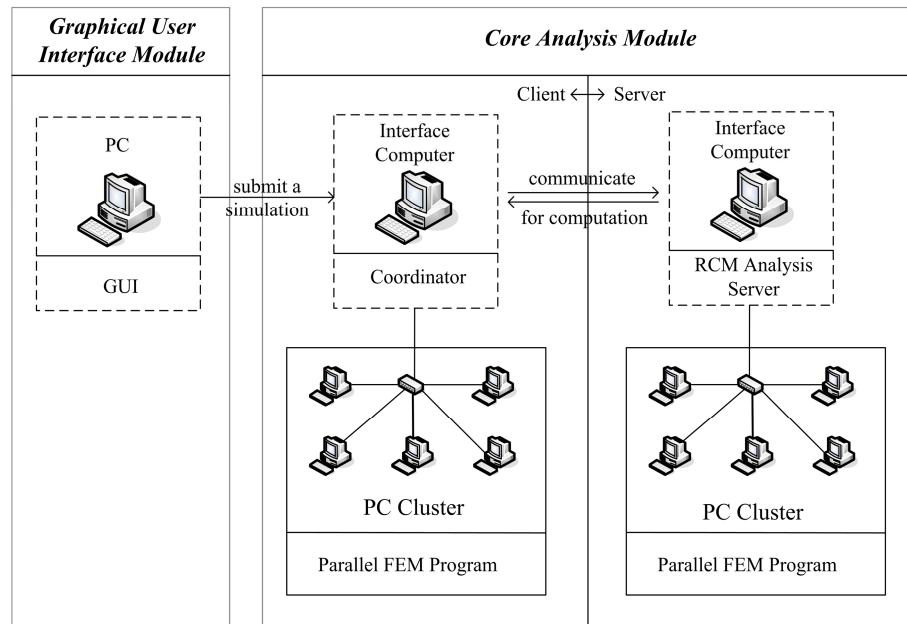 Graphical User
Interface Module
Core Analysis Module
Client
Server
PC
GUI
submit a
simulation
Interface
Computer
Coordinator
communicate
for computation
Interface
Computer
RCM Analysis
Server
PC Cluster
Parallel FEM Program
PC Cluster
Parallel FEM Program